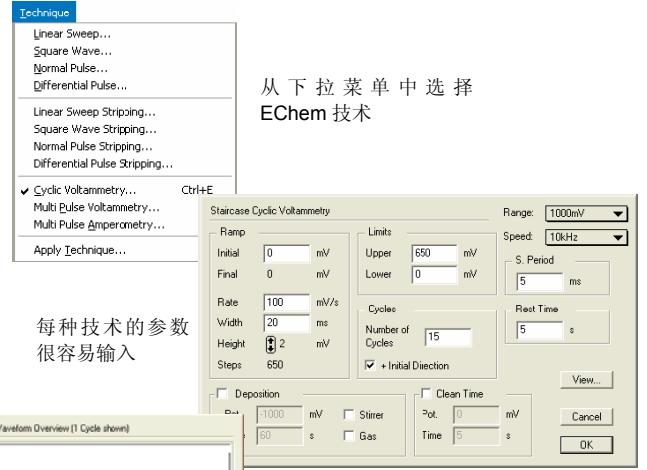 Technique
Linear Sweep...
Square Wave...
Normal Pulse...
Differential Pulse...
Linear Sweep Stripping...
Square Wave Stripping...
Normal Pulse Stripping...
Differential Pulse Stripping...
✓ Cyclic Voltammetry... Ctrl+E
Multi Pulse Voltammetry...
Multi Pulse Amperometry...
Apply Technique...
从下拉菜单中选择
EChem 技术
每种技术的参数
很容易输入
Staircase Cyclic Voltammetry
Ramp
Initial 0 mV
Final 0 mV
Rate 100 mV/s
Width 20 ms
Height 2 mV
Steps 650
Limits
Upper 650 mV
Lower 0 mV
Cycles
Number of
Cycles 15
+ Initial Direction
Range: 1000mV
Speed: 10kHz
S. Period
5 ms
Rest Time
5 s
View...
Deposition
-1000 mV Stirrer
60 s Gas
Clean Time
Pot. 0 mV
Time 5 s
Cancel
OK
Waveform Overview (1 Cycle shown)